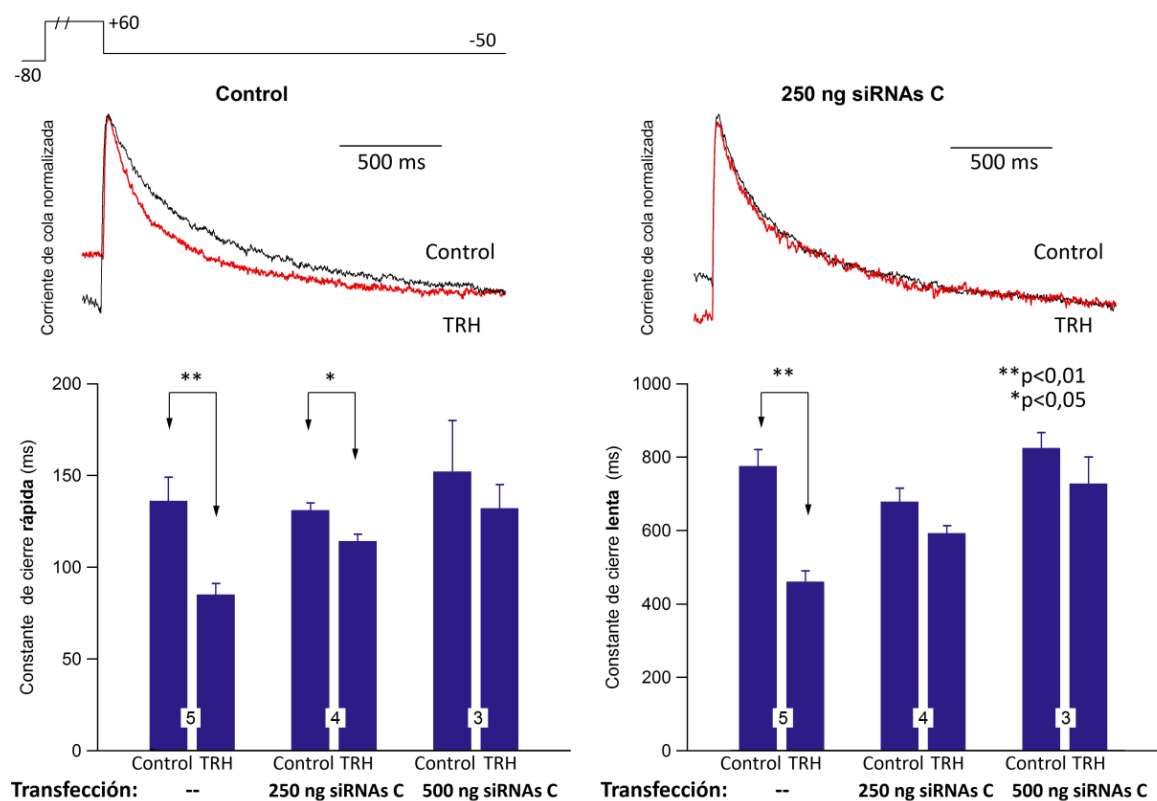 +60
-50
-80
Control
250 ng siRNAs C
Corriente de cola normalizada
500 ms
Control
TRH
Corriente de cola normalizada
500 ms
Control
TRH
Constante de cierre rápida (ms)
200
150
100
50
0
**
*
5
4
3
Control TRH
Control TRH
Control TRH
Constante de cierre lenta (ms)
1000
800
600
400
200
0
**
**p<0,01
*p<0,05
5
4
3
Control TRH
Control TRH
Control TRH
Transfección: -- 250 ng siRNAs C 500 ng siRNAs C -- 250 ng siRNAs C 500 ng siRNAs C